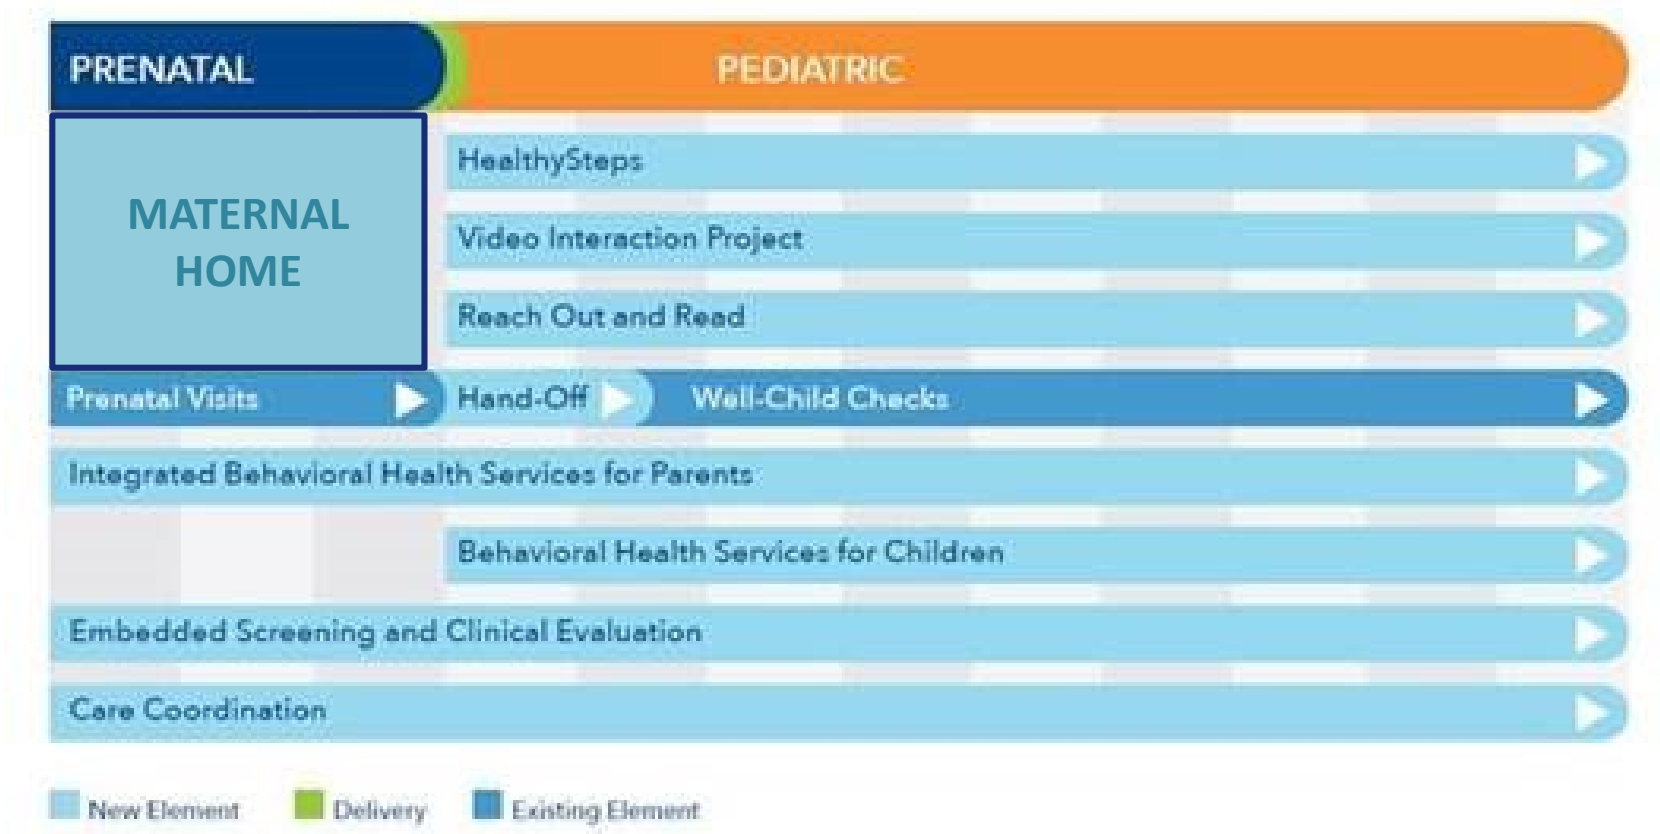 PRENATAL
PEDIATRIC
MATERNAL
HOME
HealthySteps
Video Interaction Project
Reach Out and Read
Prenatal Visits
Hand-Off
Well-Child Checks
Integrated Behavioral Health Services for Parents
Behavioral Health Services for Children
Embedded Screening and Clinical Evaluation
Care Coordination
New Element
Delivery
Existing Element